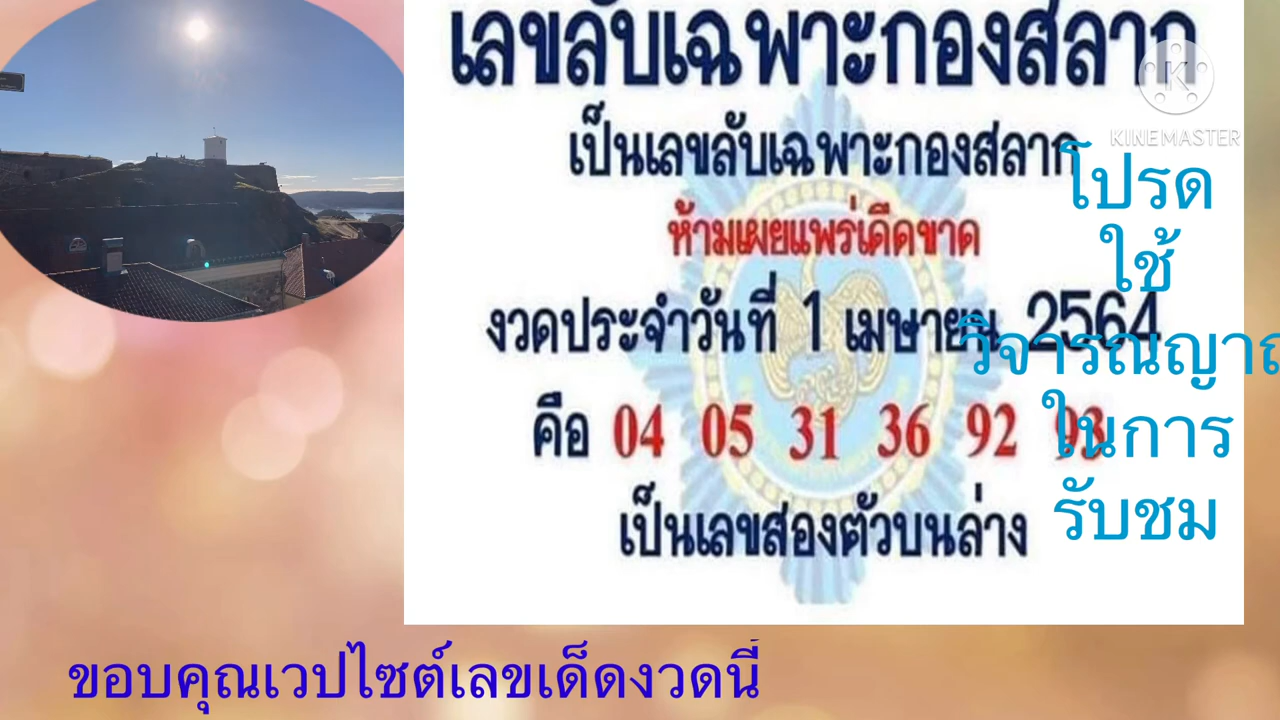 เลขลับเฉพาะกองสลาก
เป็นเลขลับเฉพาะกองสลาก
ห้ามเผยแพร่เด็ดขาด
งวดประจำวันที่ 1 เมษายน 2564
คือ 04 05 31 36 92 93
เป็นเลขสองตัวบนล่าง
KINEMASTER
โปรด
ใช้
วิจารณญาณ
ในการ
รับชม
ขอบคุณเวปไซต์เลขเด็ดงวดนี้